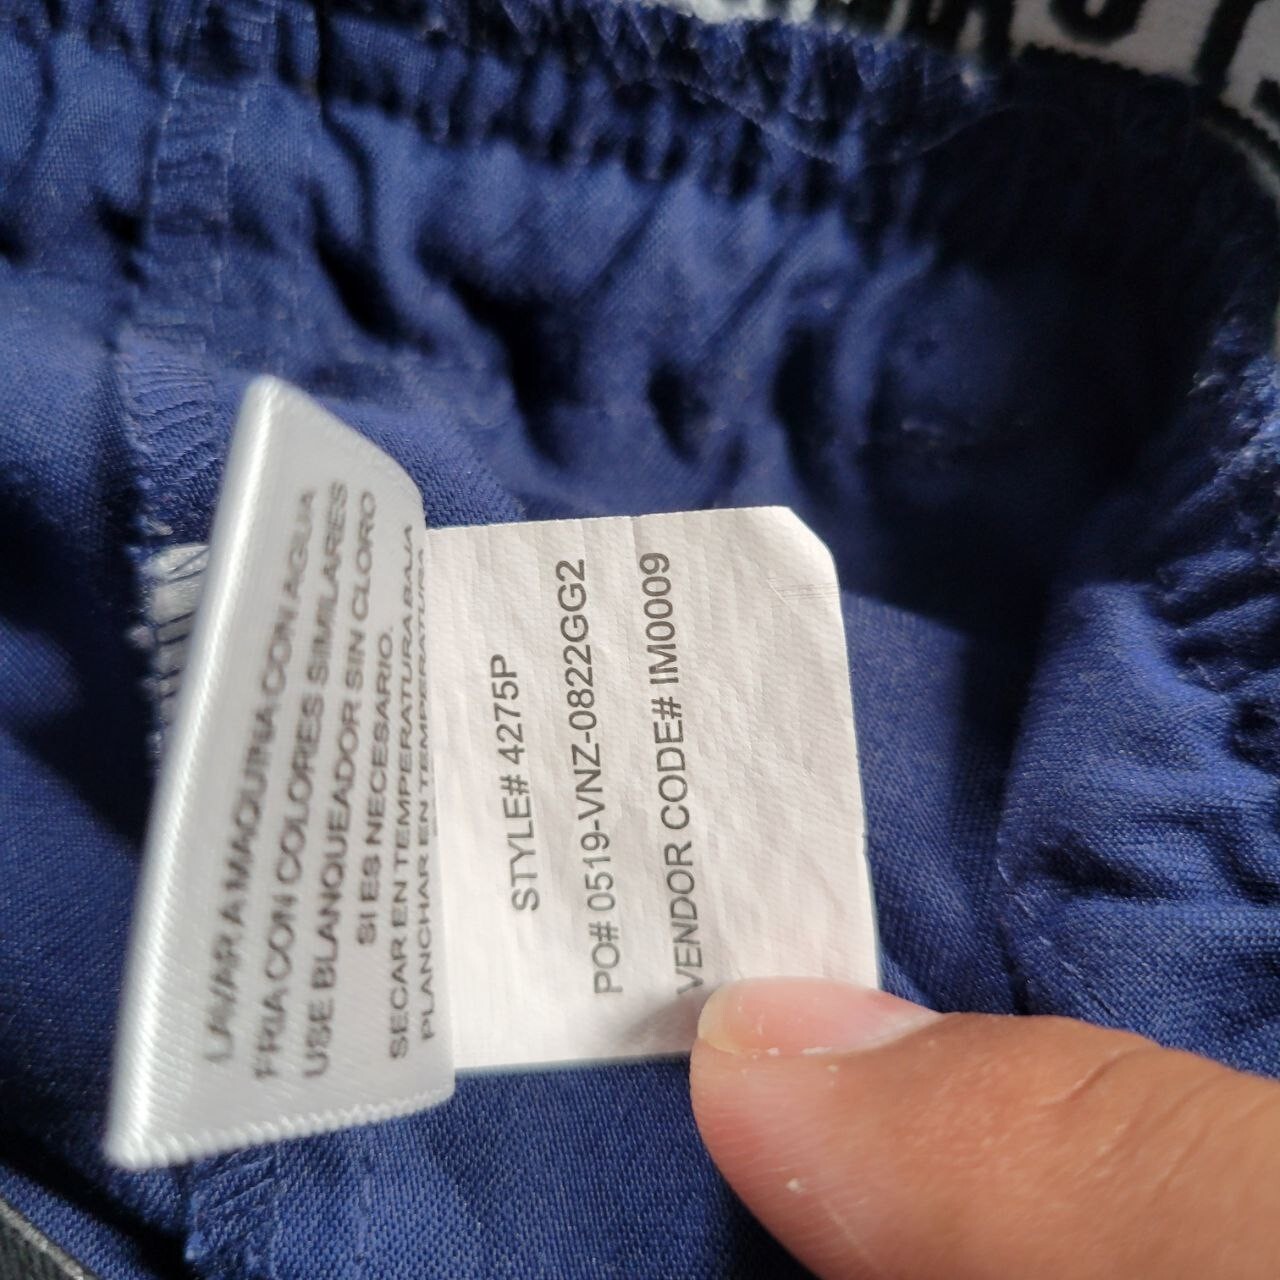 LAVAR A MAQUINA CON AGUA
FRIA CON COLORES SIMILARES
USE BLANQUEADOR SIN CLORO
SI ES NECESARIO.
SECAR EN TEMPERATURA BAJA
PLANCHAR EN TEMPERATURA
STYLE# 4275P
PO# 0519-VNZ-0822GG2
VENDOR CODE# IM0009